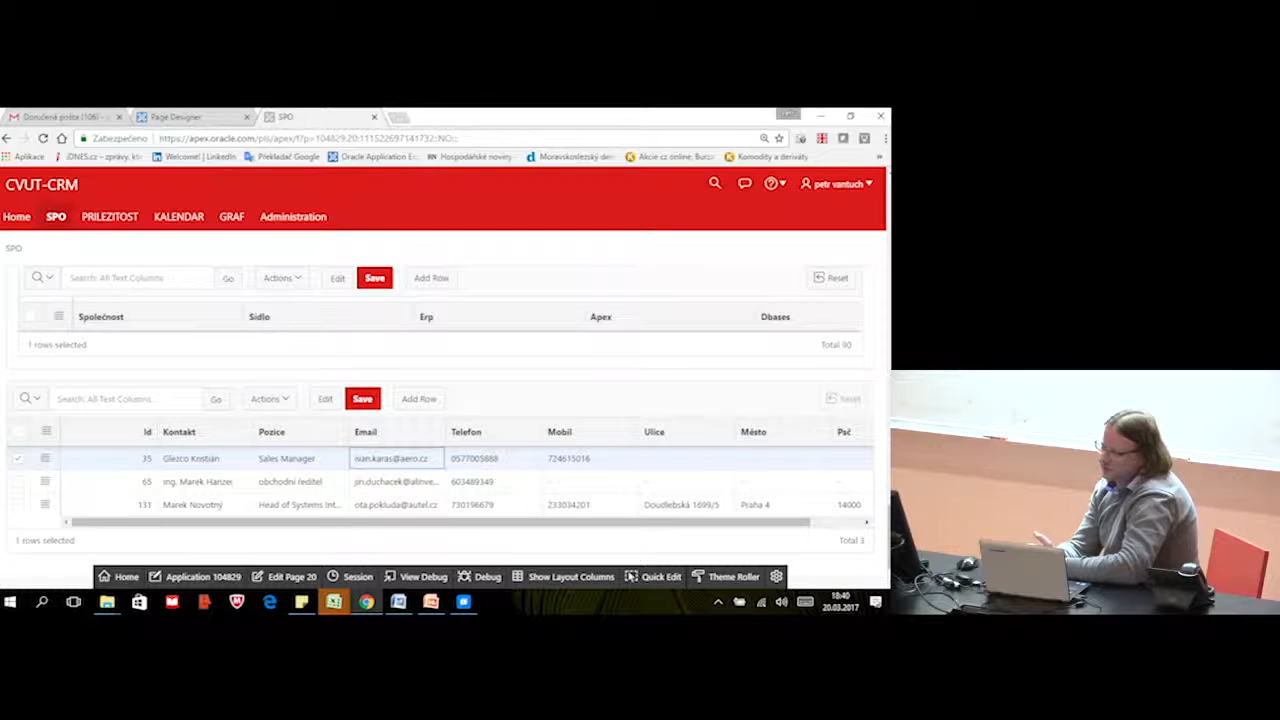 Doručená pošta (106) -
Page Designer
SPO
Zabezpečeno https://apex.oracle.com/pls/apex/f?p=104829:20:111522697141732::NO:::
Aplikace iDNES.cz – zprávy, kte Welcome! | LinkedIn Překladač Google Oracle Application Ex Hospodářské noviny Moravskoslezský den Akcie cz online: Burza Komodity a deriváty
CVUT-CRM
petr vantuch
Home SPO PRILEZITOST KALENDAR GRAF Administration
SPO
Search: All Text Columns Go Actions Edit Save Add Row Reset
Společnost Sídlo Erp Apex Dbases
1 rows selected Total 90
Search: All Text Columns Go Actions Edit Save Add Row Reset
Id Kontakt Pozice Email Telefon Mobil Ulice Město Psč
35 Glezco Kristián Sales Manager ivan.karas@aero.cz 0577005888 724615016
65 ing. Marek obchodní ředitel jiri.duchacek@alinve... 603489349
131 Marek Novotný Head of Systems Int... ota.pokluda@autel.cz 730196679 233034201 Doudlebská 1699/5 Praha 4 14000
1 rows selected Total 3
Home Application 104829 Edit Page 20 Session View Debug Debug Show Layout Columns Quick Edit Theme Roller
18:40
20.03.2017